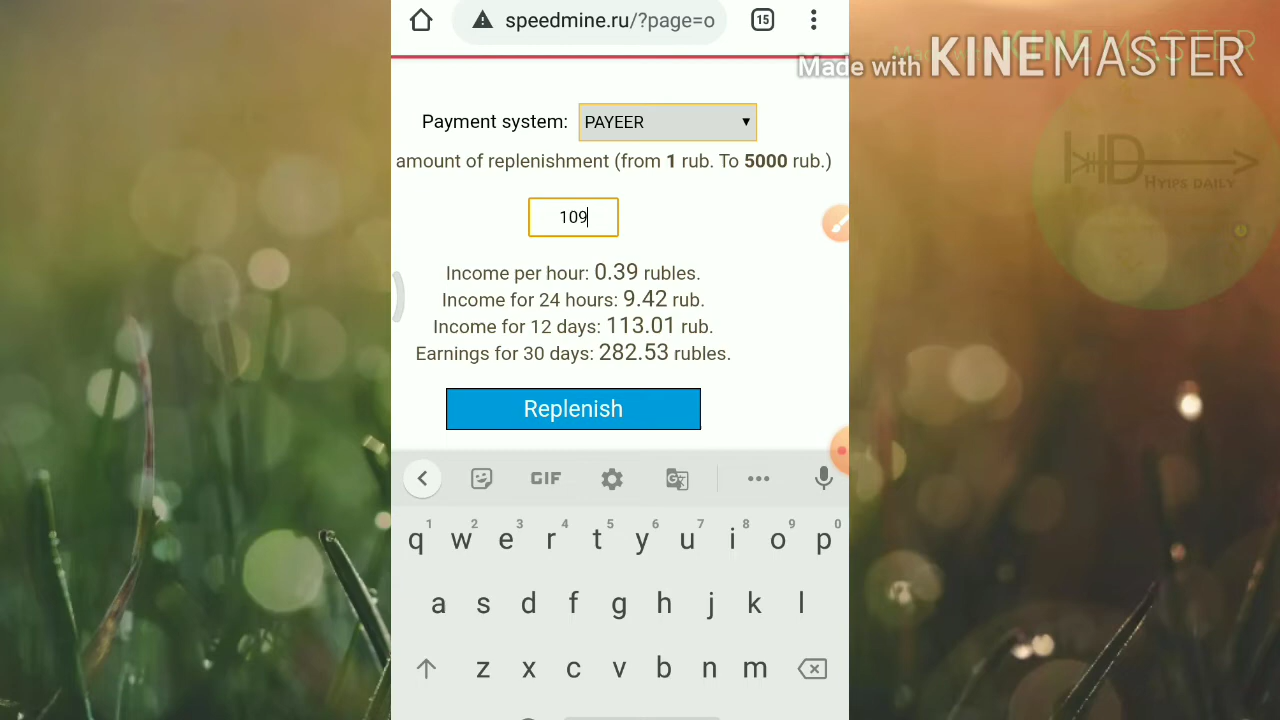 speedmine.ru/?page=o
15
Made with KINEMASTER
Payment system: PAYEER
amount of replenishment (from 1 rub. To 5000 rub.)
HD
HYIPS DAILY
109
Income per hour: 0.39 rubles.
Income for 24 hours: 9.42 rub.
Income for 12 days: 113.01 rub.
Earnings for 30 days: 282.53 rubles.
Replenish
GIF
1 2 3 4 5 6 7 8 9 0
q w e r t y u i o p
a s d f g h j k l
z x c v b n m